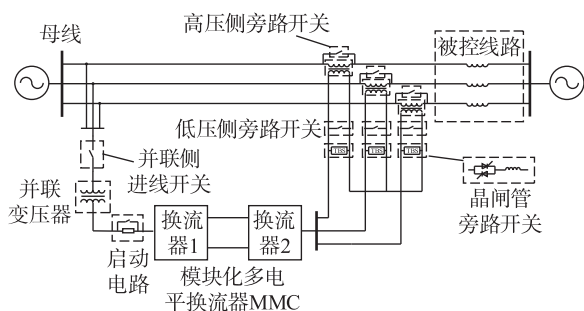 高压侧旁路开关
母线
被控线路
低压侧旁路开关
TBS
TBS
TBS
并联侧
进线开关
并联
变压器
晶闸管
旁路开关
换流
器1
换流
器2
启动
电路
模块化多电
平换流器MMC